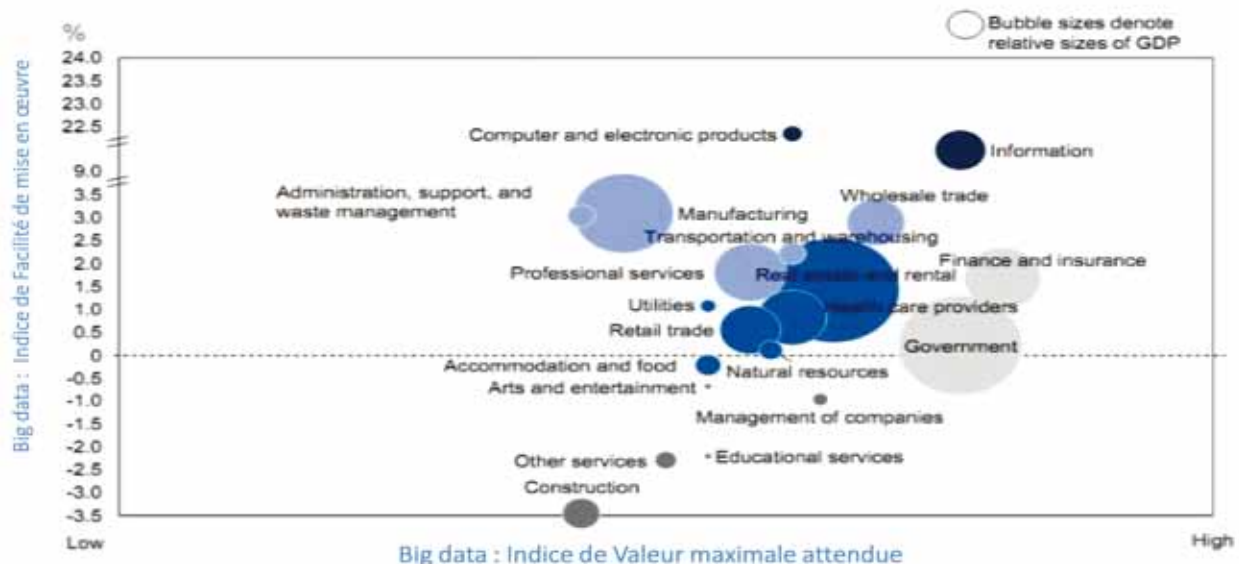 Bubble sizes denote
relative sizes of GDP
%
Big data : Indice de Facilité de mise en œuvre
24.0
23.5
23.0
22.5
9.0
3.5
3.0
2.5
2.0
1.5
1.0
0.5
0
-0.5
-1.0
-1.5
-2.0
-2.5
-3.0
-3.5
Computer and electronic products
Information
Administration, support, and
waste management
Manufacturing
Wholesale trade
Transportation and warehousing
Professional services
Real estate and rental
Finance and insurance
Utilities
Health care providers
Retail trade
Government
Accommodation and food
Natural resources
Arts and entertainment
Management of companies
Other services
Educational services
Construction
Low
High
Big data : Indice de Valeur maximale attendue